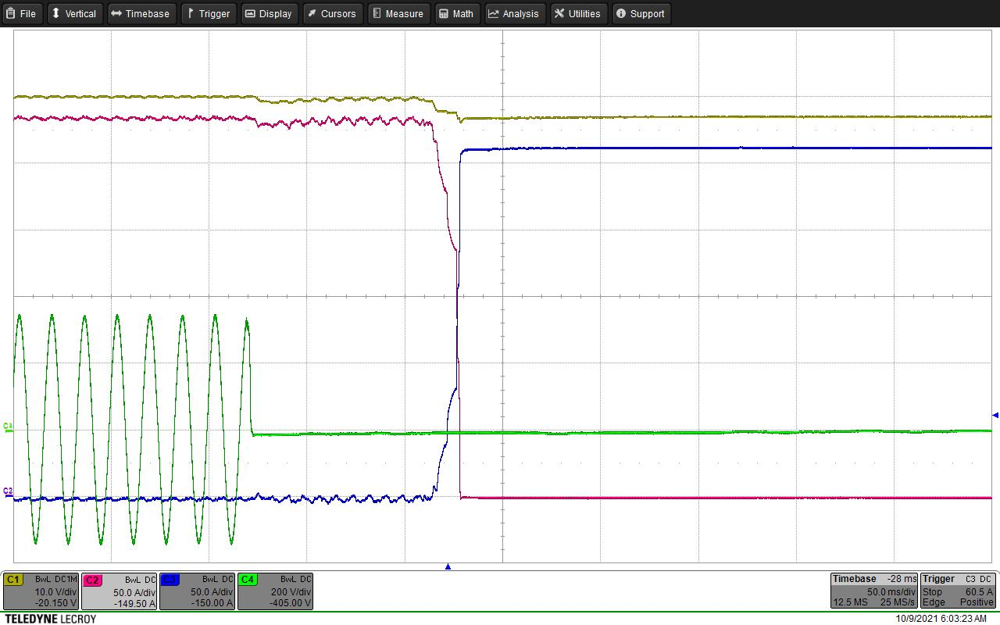 File Vertical Timebase Trigger Display Cursors Measure Math Analysis Utilities Support
C1 BwL DC1M
10.0 V/div
-20.150 V
C2 BwL DC
50.0 A/div
-149.50 A
C3 BwL DC
50.0 A/div
-150.00 A
C4 BwL DC
200 V/div
-405.00 V
Timebase -28 ms
50.0 ms/div
12.5 MS 25 MS/s
Trigger C3 DC
Stop 60.5 A
Edge Positive
TELEDYNE LECROY
10/9/2021 6:03:23 AM